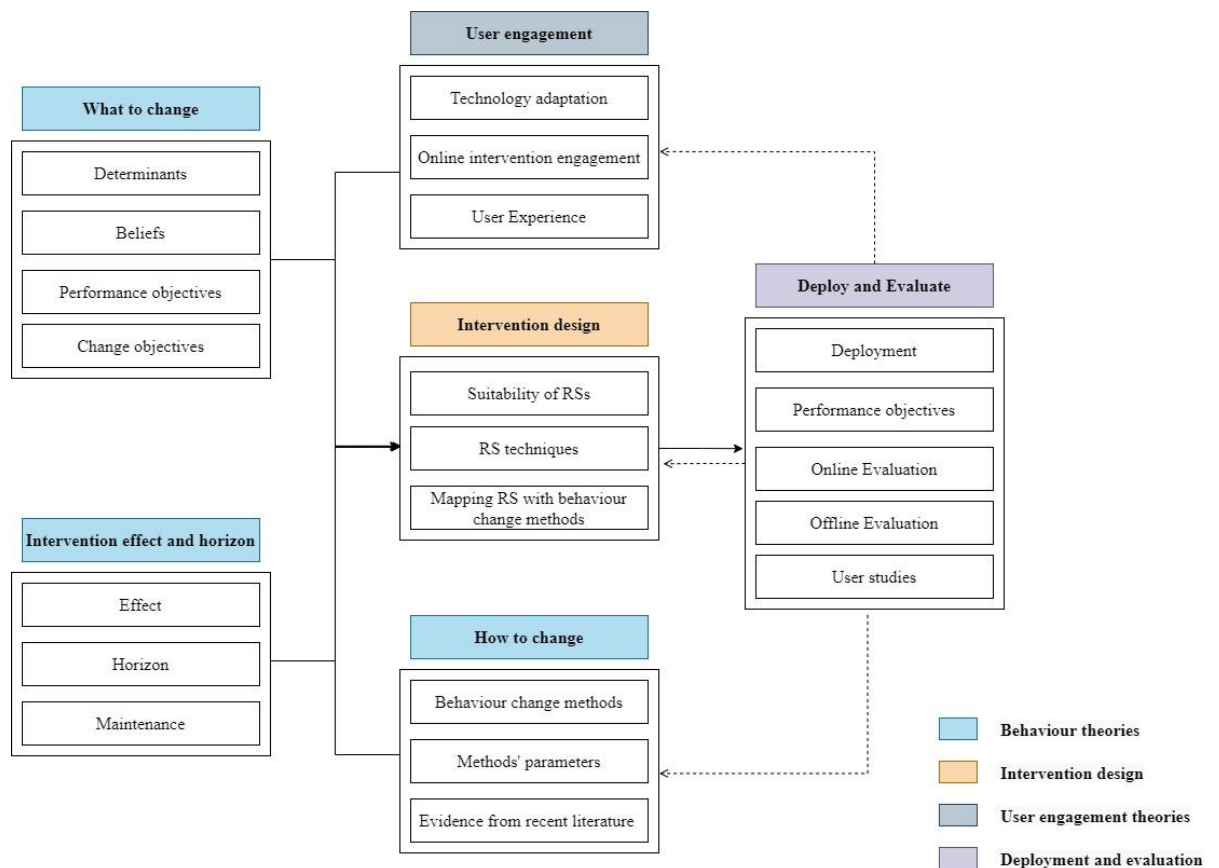 User engagement
Technology adaptation
Online intervention engagement
User Experience
What to change
Determinants
Beliefs
Performance objectives
Change objectives
Intervention design
Suitability of RSs
RS techniques
Mapping RS with behaviour
change methods
Deploy and Evaluate
Deployment
Performance objectives
Online Evaluation
Offline Evaluation
User studies
Intervention effect and horizon
Effect
Horizon
Maintenance
How to change
Behaviour change methods
Methods' parameters
Evidence from recent literature
Behaviour theories
Intervention design
User engagement theories
Deployment and evaluation